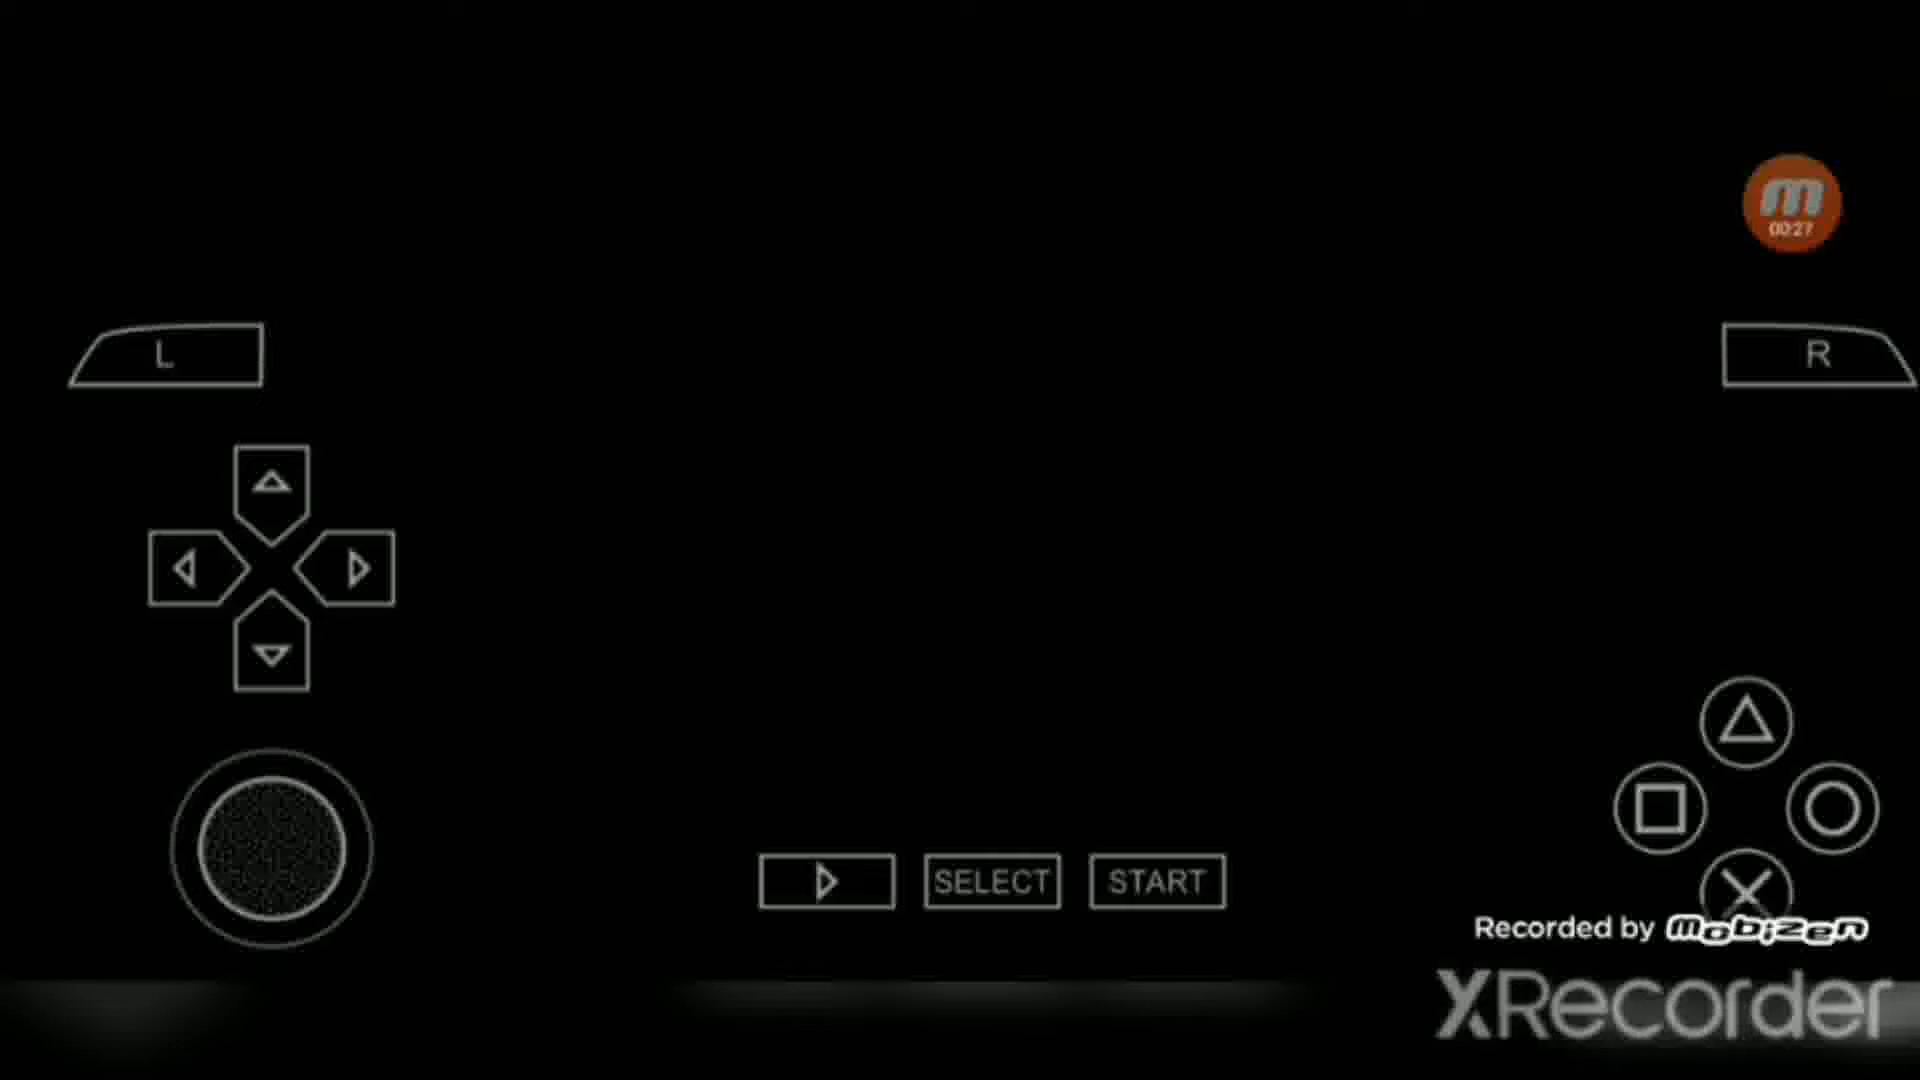 m
00:27
L
R
SELECT
START
Recorded by mobizen
XRecorder